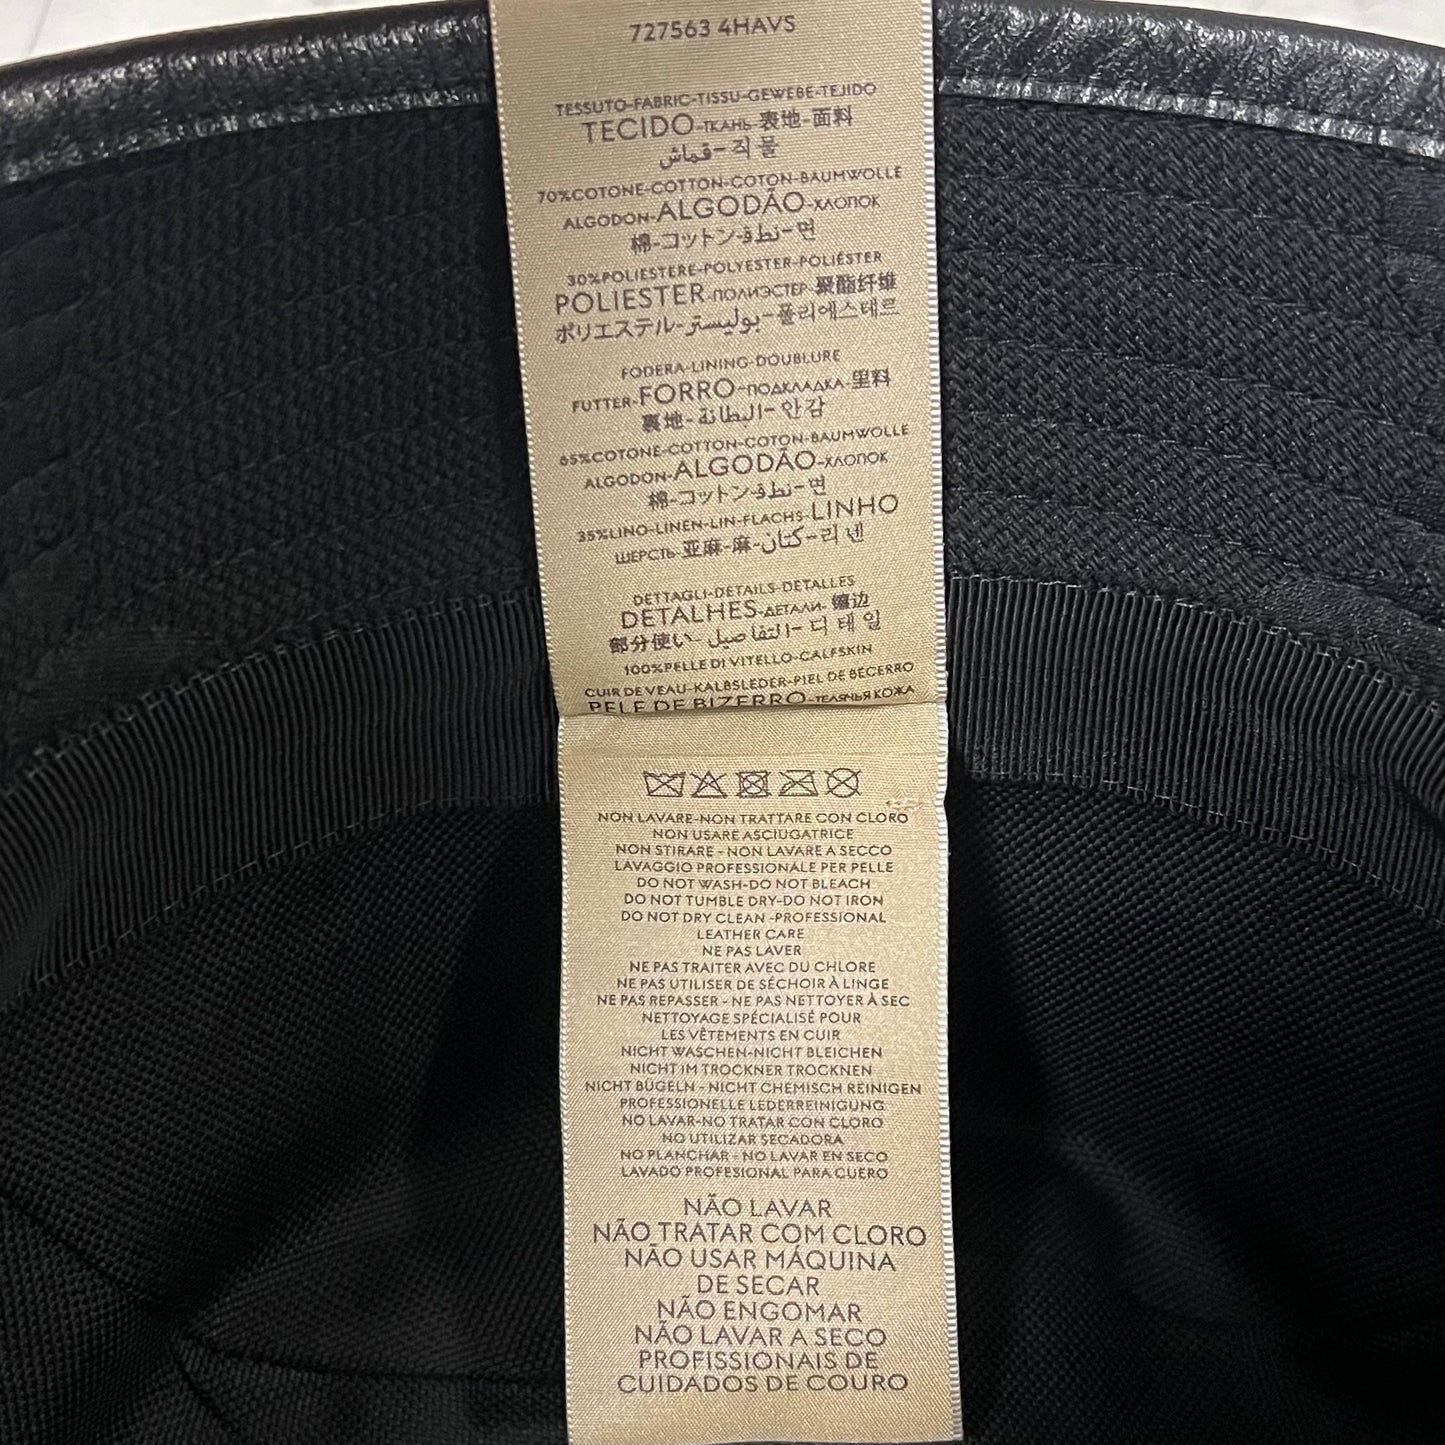 727563 4HAVS
TESSUTO-FABRIC-TISSU-GEWEBE-TEJIDO
TECIDO-ТКАНЬ-表地-面料
قماش-직물
70%COTONE-COTTON-COTON-BAUMWOLLE
ALGODON-ALGODÃO-ХЛОПОК
棉-コットン-قطن-면
30%POLIESTERE-POLYESTER-POLIÉSTER
POLIESTER-ПОЛИЭСТЕР-聚酯纤维
ポリエステル-بوليستر-폴리에스테르
FODERA-LINING-DOUBLURE
FUTTER-FORRO-ПОДКЛАДКА-里料
裏地-البطانة-안감
65%COTONE-COTTON-COTON-BAUMWOLLE
ALGODON-ALGODÃO-ХЛОПОК
棉-コットン-قطن-면
35%LINO-LINEN-LIN-FLACHS-LINHO
ШЕРСТЬ-亚麻-麻-كتان-리넨
DETTAGLI-DETAILS-DETALLES
DETALHES-ДЕТАЛИ-镶边
部分使い-التفاصيل-디테일
100%PELLE DI VITELLO-CALFSKIN
CUIR DE VEAU-KALBSLEDER-PIEL DE BECERRO
PELE DE BIZERRO-ТЕЛЯЧЬЯ КОЖА
NON LAVARE-NON TRATTARE CON CLORO
NON USARE ASCIUGATRICE
NON STIRARE - NON LAVARE A SECCO
LAVAGGIO PROFESSIONALE PER PELLE
DO NOT WASH-DO NOT BLEACH
DO NOT TUMBLE DRY-DO NOT IRON
DO NOT DRY CLEAN -PROFESSIONAL
LEATHER CARE
NE PAS LAVER
NE PAS TRAITER AVEC DU CHLORE
NE PAS UTILISER DE SÉCHOIR À LINGE
NE PAS REPASSER - NE PAS NETTOYER À SEC
NETTOYAGE SPÉCIALISÉ POUR
LES VÊTEMENTS EN CUIR
NICHT WASCHEN-NICHT BLEICHEN
NICHT IM TROCKNER TROCKNEN
NICHT BÜGELN - NICHT CHEMISCH REINIGEN
PROFESSIONELLE LEDERREINIGUNG
NO LAVAR-NO TRATAR CON CLORO
NO UTILIZAR SECADORA
NO PLANCHAR - NO LAVAR EN SECO
LAVADO PROFESIONAL PARA CUERO
NÃO LAVAR
NÃO TRATAR COM CLORO
NÃO USAR MÁQUINA
DE SECAR
NÃO ENGOMAR
NÃO LAVAR A SECO
PROFISSIONAIS DE
CUIDADOS DE COURO